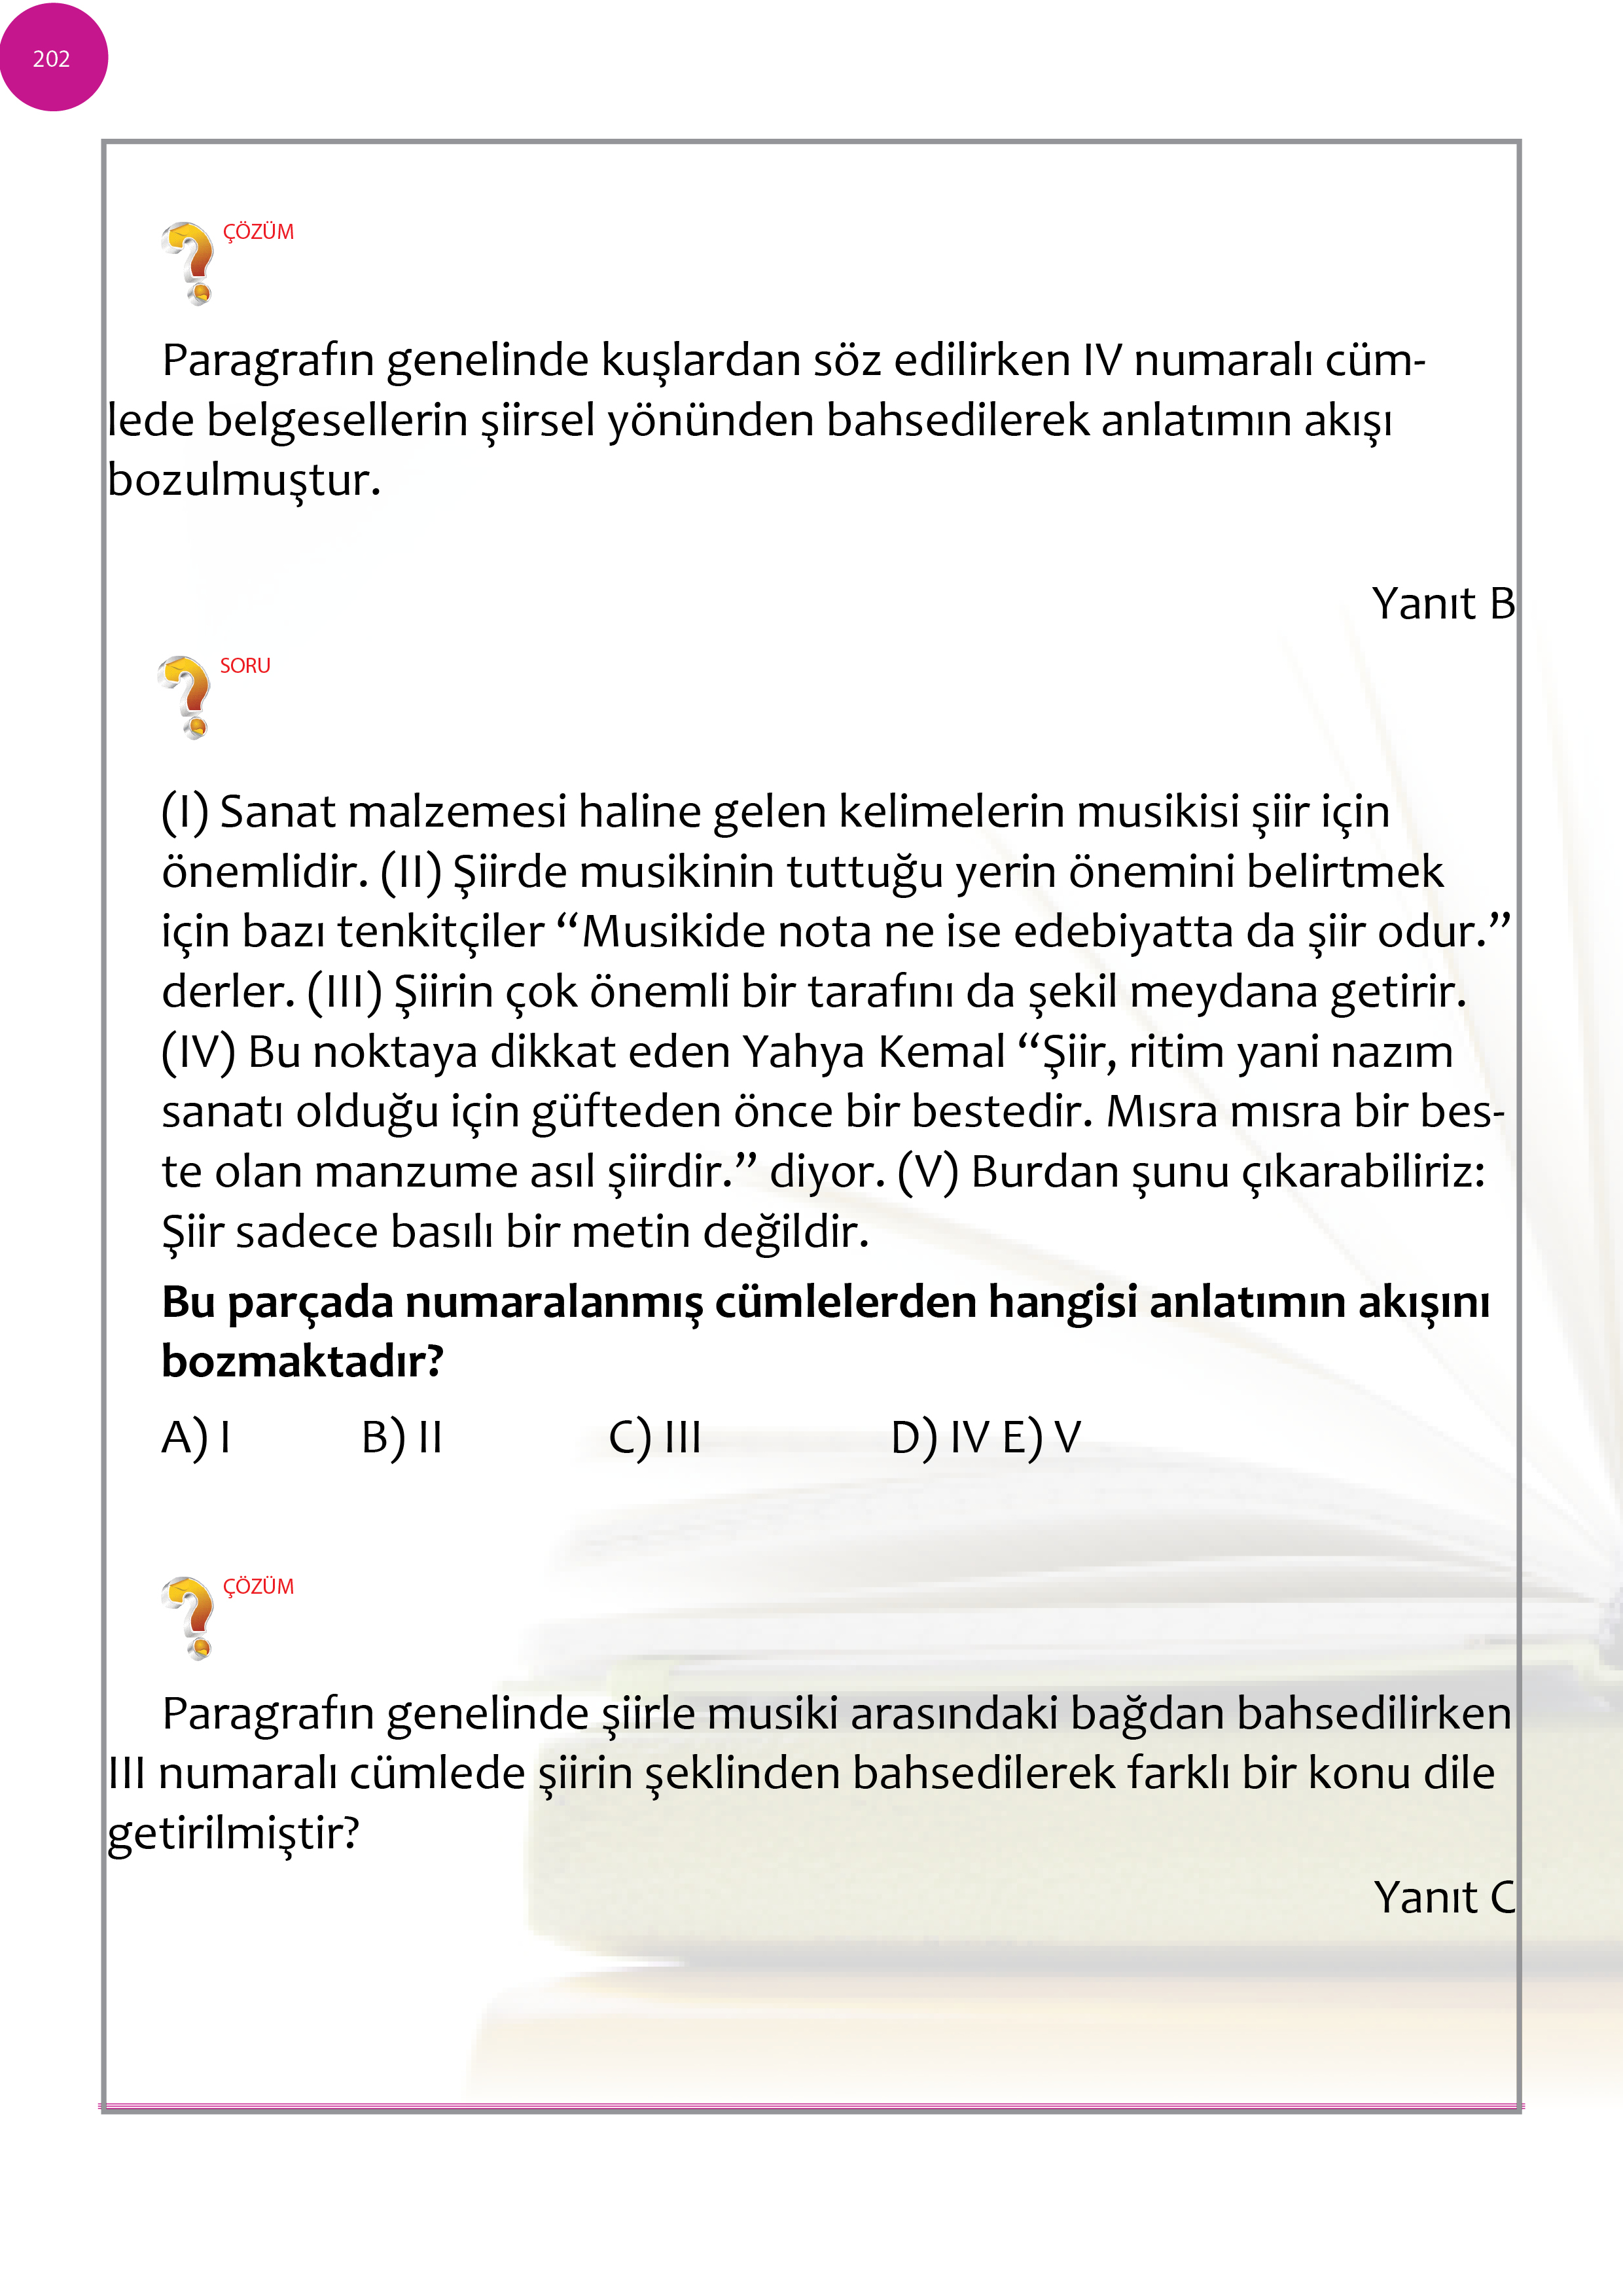 202
ÇÖZÜM
Paragrafın genelinde kuşlardan söz edilirken IV numaralı cüm-
lede belgesellerin şiirsel yönünden bahsedilerek anlatımın akışı
bozulmuştur.
Yanıt B
SORU
(I) Sanat malzemesi haline gelen kelimelerin musikisi şiir için
önemlidir. (II) Şiirde musikinin tuttuğu yerin önemini belirtmek
için bazı tenkitçiler “Musikide nota ne ise edebiyatta da şiir odur.”
derler. (III) Şiirin çok önemli bir tarafını da şekil meydana getirir.
(IV) Bu noktaya dikkat eden Yahya Kemal “Şiir, ritim yani nazım
sanatı olduğu için güfteden önce bir bestedir. Mısra mısra bir bes-
te olan manzume asıl şiirdir.” diyor. (V) Burdan şunu çıkarabiliriz:
Şiir sadece basılı bir metin değildir.
Bu parçada numaralanmış cümlelerden hangisi anlatımın akışını
bozmaktadır?
A) I B) II C) III D) IV E) V
ÇÖZÜM
Paragrafın genelinde şiirle musiki arasındaki bağdan bahsedilirken
III numaralı cümlede şiirin şeklinden bahsedilerek farklı bir konu dile
getirilmiştir?
Yanıt C